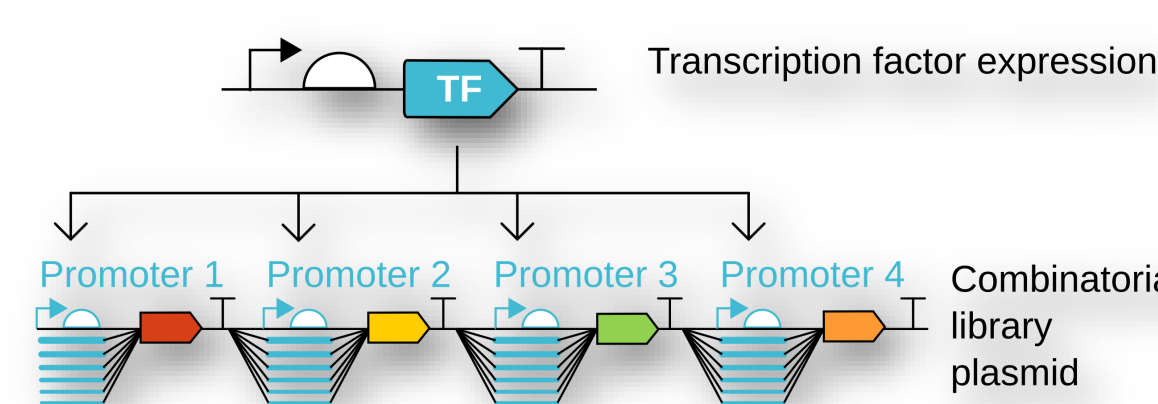 Transcription factor expression
TF
Promoter 1 Promoter 2 Promoter 3 Promoter 4
library
plasmid